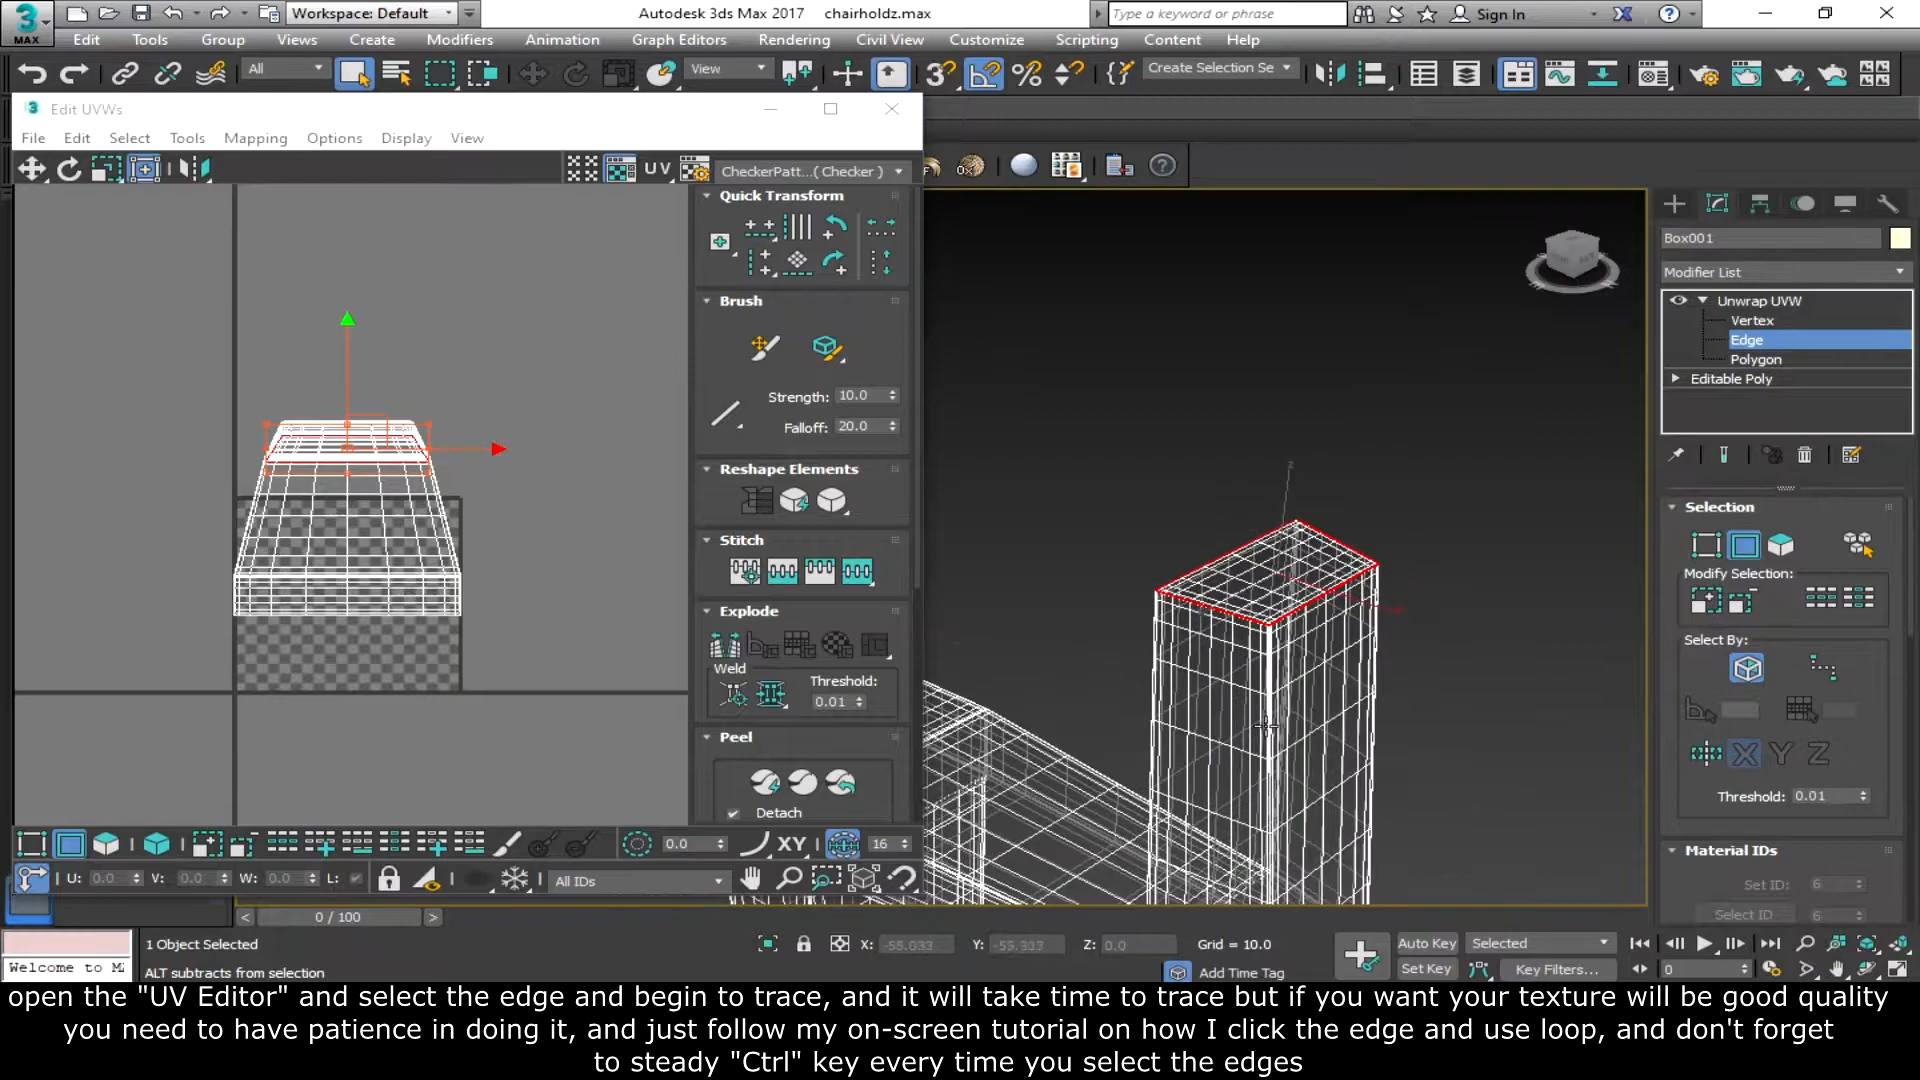 Workspace: Default
Autodesk 3ds Max 2017
chairholdz.max
Type a keyword or phrase
Sign In
MAX
Edit
Tools
Group
Views
Create
Modifiers
Animation
Graph Editors
Rendering
Civil View
Customize
Scripting
Content
Help
All
View
Create Selection Se
Edit UVWs
File
Edit
Select
Tools
Mapping
Options
Display
View
UV
CheckerPatt...( Checker )
Quick Transform
Brush
Strength: 10.0
Falloff: 20.0
Reshape Elements
Stitch
Explode
Weld
Threshold:
0.01
Peel
Detach
0.0
XY
16
U: 0.0
V: 0.0
W: 0.0
L:
All IDs
Box001
Modifier List
Unwrap UVW
Vertex
Edge
Polygon
Editable Poly
Selection
Modify Selection:
Select By:
X Y Z
Threshold: 0.01
Material IDs
Set ID: 6
Select ID 6
0 / 100
1 Object Selected
Welcome to M
ALT subtracts from selection
X: -55.033
Y: -55.313
Z: 0.0
Grid = 10.0
Add Time Tag
Auto Key
Selected
Set Key
Key Filters...
0
open the "UV Editor" and select the edge and begin to trace, and it will take time to trace but if you want your texture will be good quality
you need to have patience in doing it, and just follow my on-screen tutorial on how I click the edge and use loop, and don't forget
to steady "Ctrl" key every time you select the edges